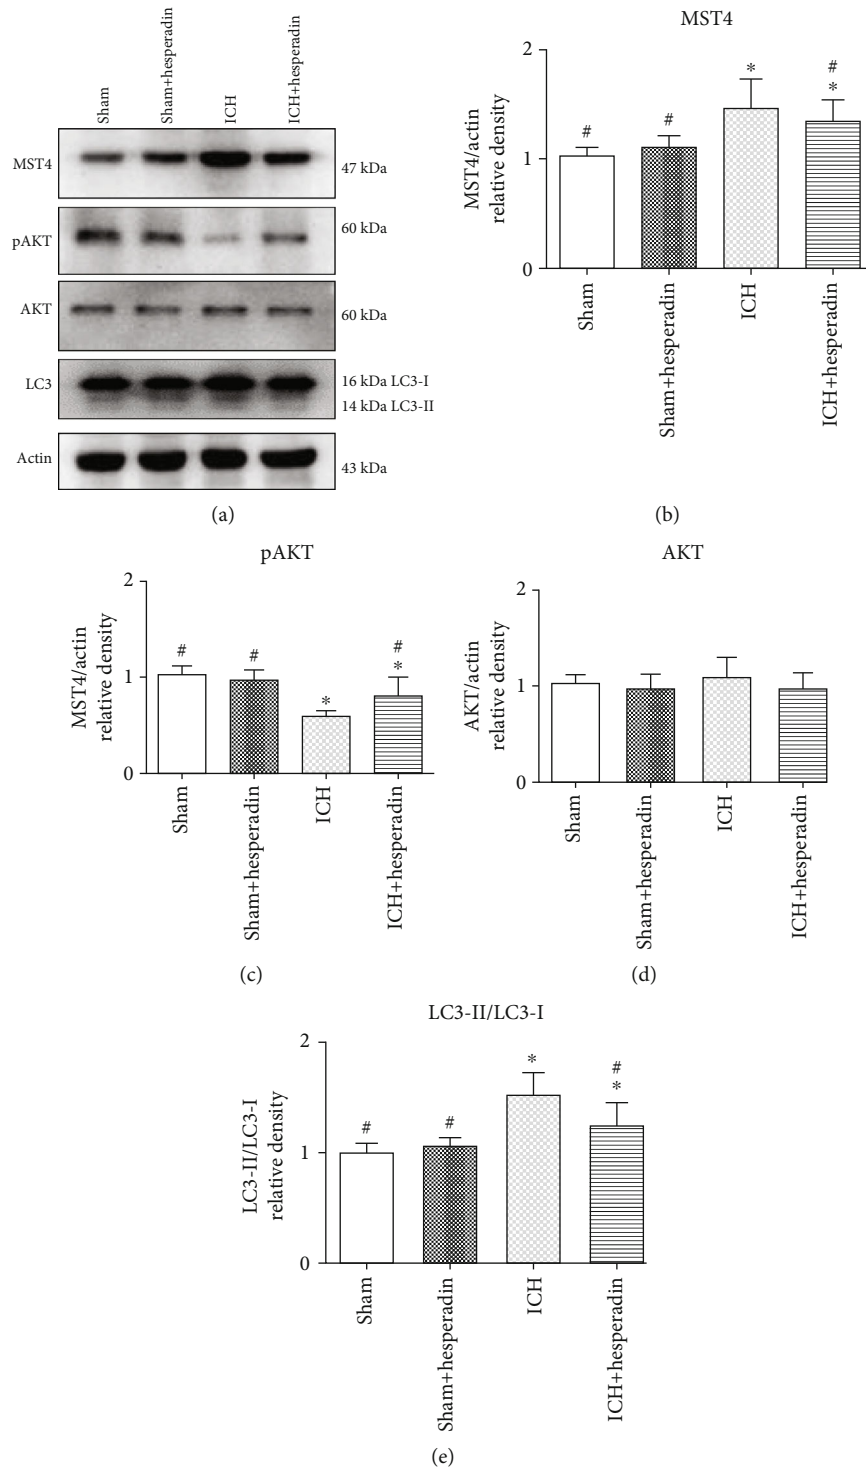 Sham
Sham+hesperadin
ICH
ICH+hesperadin
MST4
47 kDa
pAKT
60 kDa
AKT
60 kDa
LC3
16 kDa LC3-I
14 kDa LC3-II
Actin
43 kDa
(a)
MST4
MST4/actin
relative density
2
1
0
#
#
*
#
*
Sham
Sham+hesperadin
ICH
ICH+hesperadin
(b)
pAKT
MST4/actin
relative density
2
1
0
#
#
*
#
*
Sham
Sham+hesperadin
ICH
ICH+hesperadin
(c)
AKT
AKT/actin
relative density
2
1
0
Sham
Sham+hesperadin
ICH
ICH+hesperadin
(d)
LC3-II/LC3-I
LC3-II/LC3-I
relative density
2
1
0
#
#
*
#
*
Sham
Sham+hesperadin
ICH
ICH+hesperadin
(e)